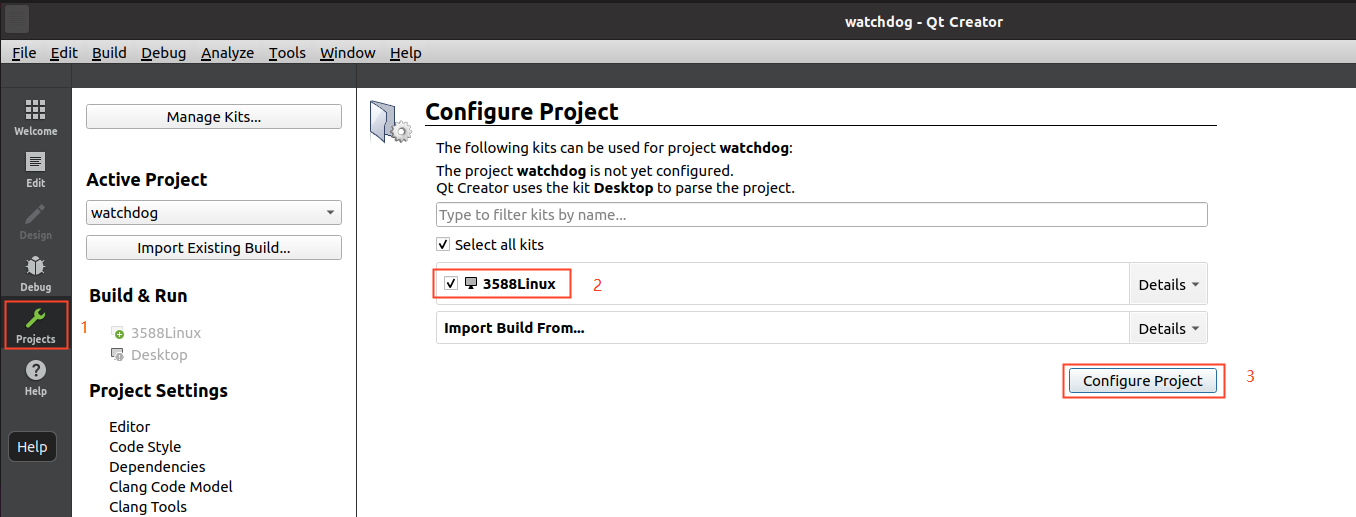 watchdog - Qt Creator
File Edit Build Debug Analyze Tools Window Help
Welcome
Edit
Design
Debug
Projects
1
Help
Help
Manage Kits...
Active Project
watchdog
Import Existing Build...
Build & Run
3588Linux
Desktop
Project Settings
Editor
Code Style
Dependencies
Clang Code Model
Clang Tools
Configure Project
The following kits can be used for project watchdog:
The project watchdog is not yet configured.
Qt Creator uses the kit Desktop to parse the project.
Type to filter kits by name...
Select all kits
3588Linux
2
Details
Import Build From...
Details
Configure Project
3